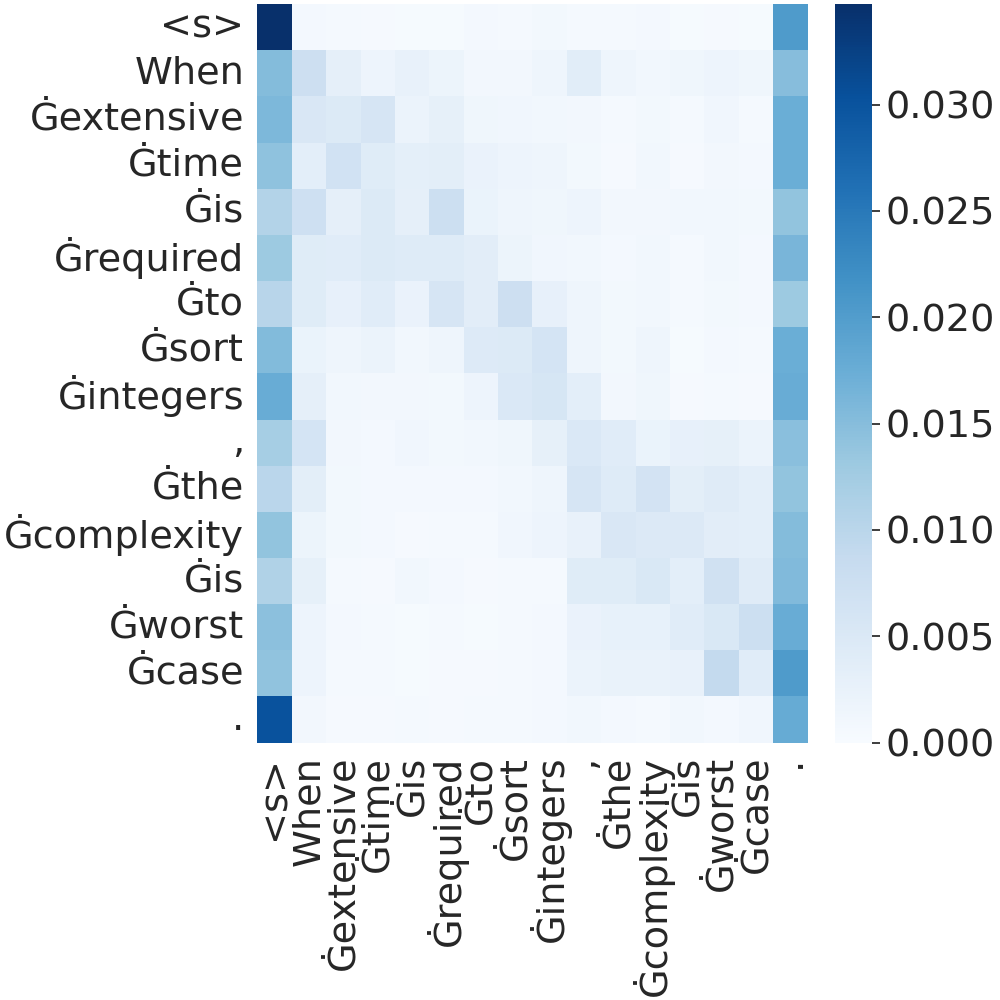 <s>
When
Ġextensive
Ġtime
Ġis
Ġrequired
Ġto
Ġsort
Ġintegers
,
Ġthe
Ġcomplexity
Ġis
Ġworst
Ġcase
.
<s>
When
Ġextensive
Ġtime
Ġis
Ġrequired
Ġto
Ġsort
Ġintegers
,
Ġthe
Ġcomplexity
Ġis
Ġworst
Ġcase
.
0.030
0.025
0.020
0.015
0.010
0.005
0.000